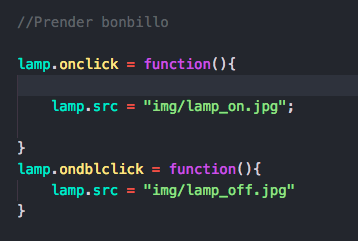 //Prender bonbillo
lamp.onclick = function(){
lamp.src = "img/lamp_on.jpg";
}
lamp.ondblclick = function(){
lamp.src = "img/lamp_off.jpg"
}